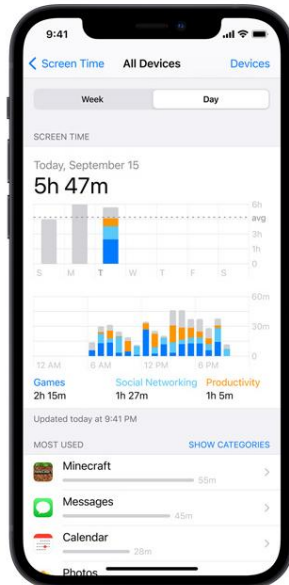 9:41
Screen Time All Devices Devices
Week Day
SCREEN TIME
Today, September 15
5h 47m
6h
avg
3h
1h
0
S M T W T F S
60m
30m
0
12 AM 6 AM 12 PM 6 PM
Games Social Networking Productivity
2h 15m 1h 27m 1h 5m
Updated today at 9:41 PM
MOST USED SHOW CATEGORIES
Minecraft
55m
Messages
45m
Calendar
28m
Photos